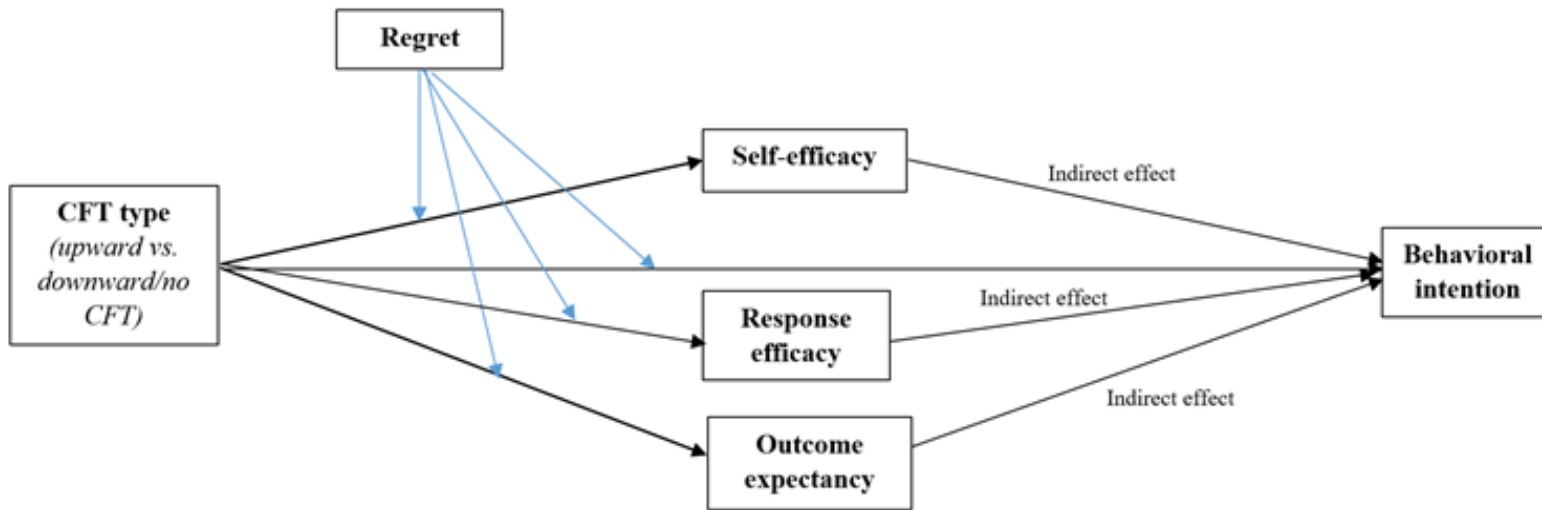 Regret
Self-efficacy
Indirect effect
CFT type
(upward vs.
downward/no
CFT)
Behavioral
intention
Indirect effect
Response
efficacy
Indirect effect
Outcome
expectancy